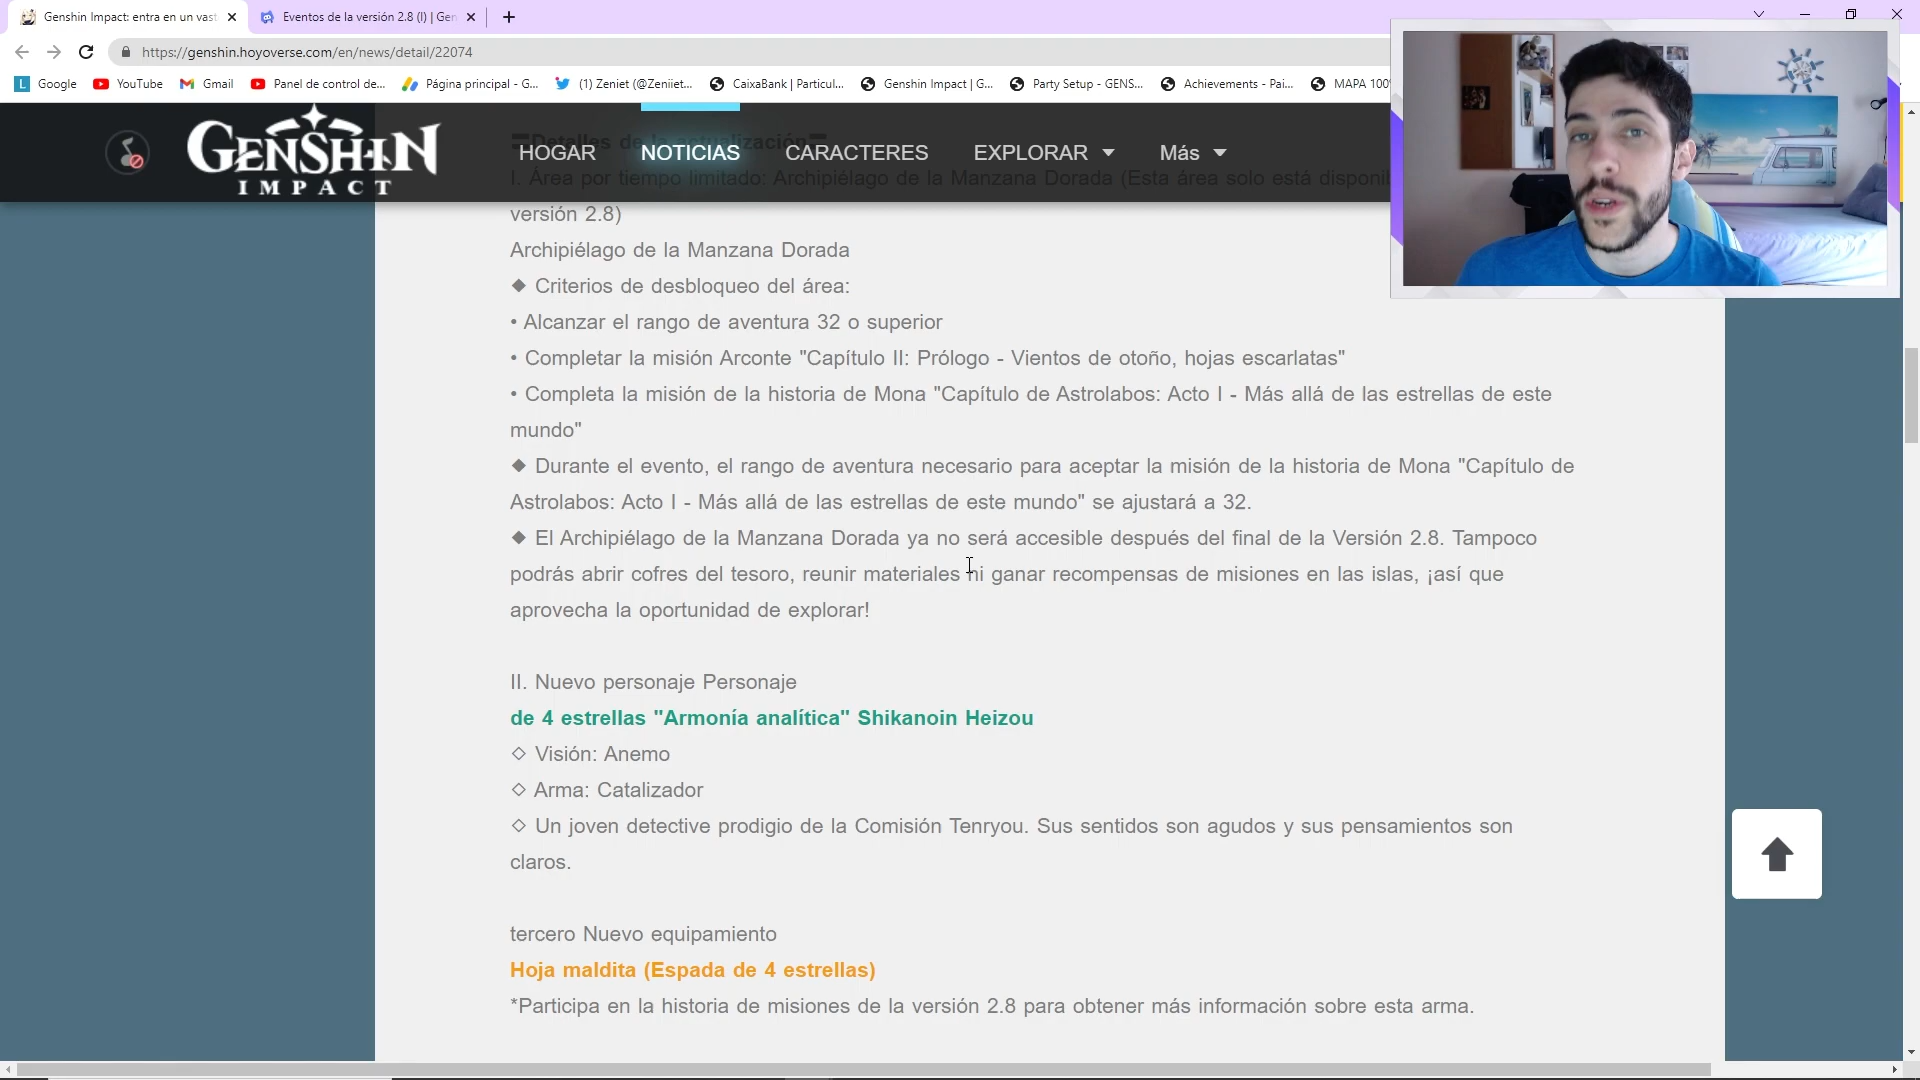 Genshin Impact: entra en un vast
Eventos de la versión 2.8 (I) | Gen
https://genshin.hoyoverse.com/en/news/detail/22074
Google
YouTube
Gmail
Panel de control de...
Página principal - G...
(1) Zeniet (@Zeniiet...
CaixaBank | Particul...
Genshin Impact | G...
Party Setup - GENS...
Achievements - Pai...
MAPA 100
GENSHIN
IMPACT
HOGAR
NOTICIAS
CARACTERES
EXPLORAR
Más
〓Detalles de la actualización〓
I. Área por tiempo limitado: Archipiélago de la Manzana Dorada (Esta área solo está disponib
versión 2.8)
Archipiélago de la Manzana Dorada
◆ Criterios de desbloqueo del área:
• Alcanzar el rango de aventura 32 o superior
• Completar la misión Arconte "Capítulo II: Prólogo - Vientos de otoño, hojas escarlatas"
• Completa la misión de la historia de Mona "Capítulo de Astrolabos: Acto I - Más allá de las estrellas de este
mundo"
◆ Durante el evento, el rango de aventura necesario para aceptar la misión de la historia de Mona "Capítulo de
Astrolabos: Acto I - Más allá de las estrellas de este mundo" se ajustará a 32.
◆ El Archipiélago de la Manzana Dorada ya no será accesible después del final de la Versión 2.8. Tampoco
podrás abrir cofres del tesoro, reunir materiales ni ganar recompensas de misiones en las islas, ¡así que
aprovecha la oportunidad de explorar!
II. Nuevo personaje Personaje
de 4 estrellas "Armonía analítica" Shikanoin Heizou
◇ Visión: Anemo
◇ Arma: Catalizador
◇ Un joven detective prodigio de la Comisión Tenryou. Sus sentidos son agudos y sus pensamientos son
claros.
tercero Nuevo equipamiento
Hoja maldita (Espada de 4 estrellas)
*Participa en la historia de misiones de la versión 2.8 para obtener más información sobre esta arma.